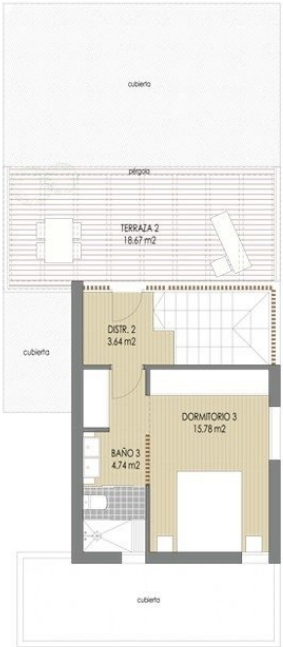 cubierta
pérgola
TERRAZA 2
18.67 m2
DISTR. 2
3.64 m2
cubierta
DORMITORIO 3
15.78 m2
BAÑO 3
4.74 m2
cubierta